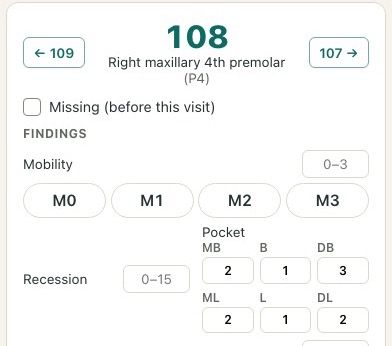 ← 109
108
107 →
Right maxillary 4th premolar
(P4)
Missing (before this visit)
FINDINGS
Mobility
0–3
M0 M1 M2 M3
Pocket
MB B DB
2 1 3
Recession
0–15
ML L DL
2 1 2